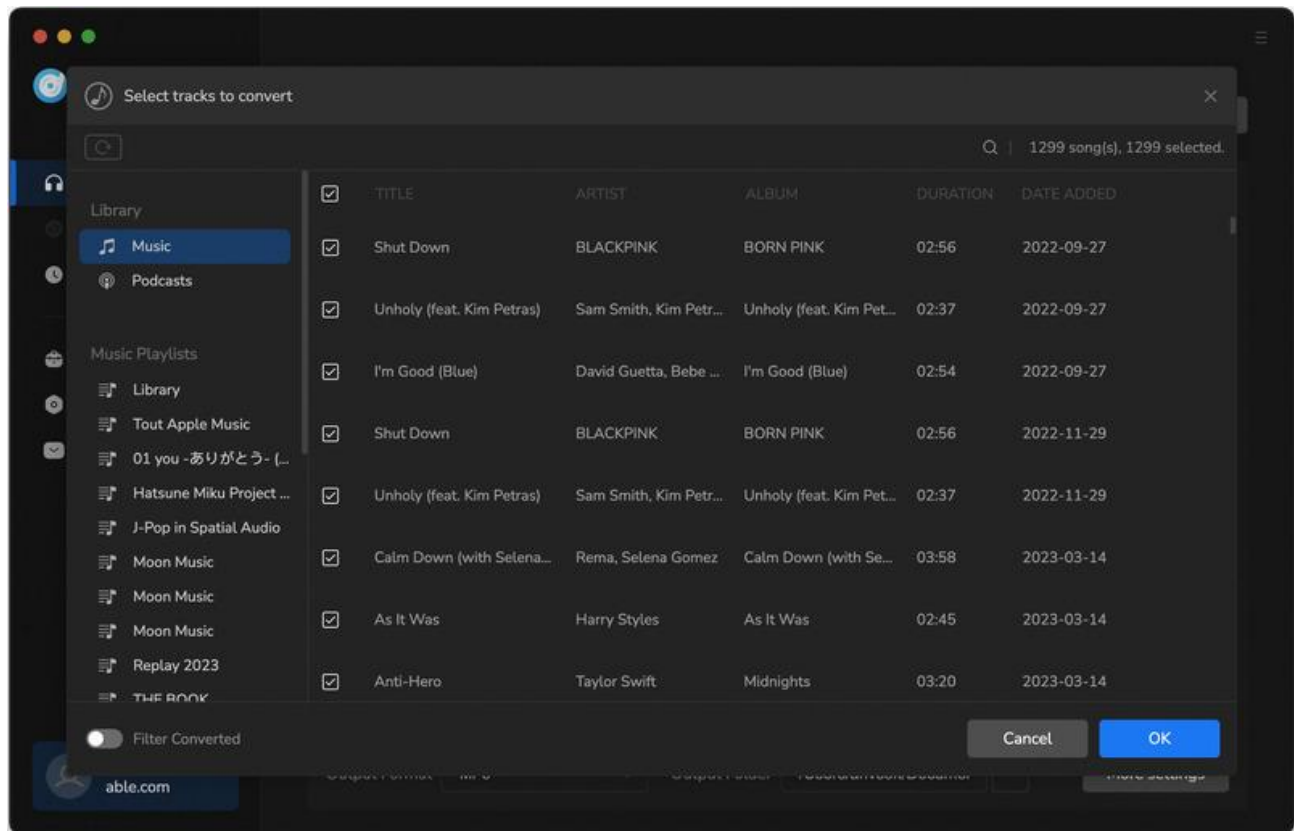 Select tracks to convert
1299 song(s), 1299 selected.
Library
Music
Podcasts
Music Playlists
Library
Tout Apple Music
01 you -ありがとう- (...
Hatsune Miku Project ...
J-Pop in Spatial Audio
Moon Music
Moon Music
Moon Music
Replay 2023
THE BOOK
TITLE ARTIST ALBUM DURATION DATE ADDED
Shut Down BLACKPINK BORN PINK 02:56 2022-09-27
Unholy (feat. Kim Petras) Sam Smith, Kim Petr... Unholy (feat. Kim Pet... 02:37 2022-09-27
I'm Good (Blue) David Guetta, Bebe ... I'm Good (Blue) 02:54 2022-09-27
Shut Down BLACKPINK BORN PINK 02:56 2022-11-29
Unholy (feat. Kim Petras) Sam Smith, Kim Petr... Unholy (feat. Kim Pet... 02:37 2022-11-29
Calm Down (with Selena... Rema, Selena Gomez Calm Down (with Se... 03:58 2023-03-14
As It Was Harry Styles As It Was 02:45 2023-03-14
Anti-Hero Taylor Swift Midnights 03:20 2023-03-14
Filter Converted
Cancel OK
able.com
Output Format Output Folder More settings